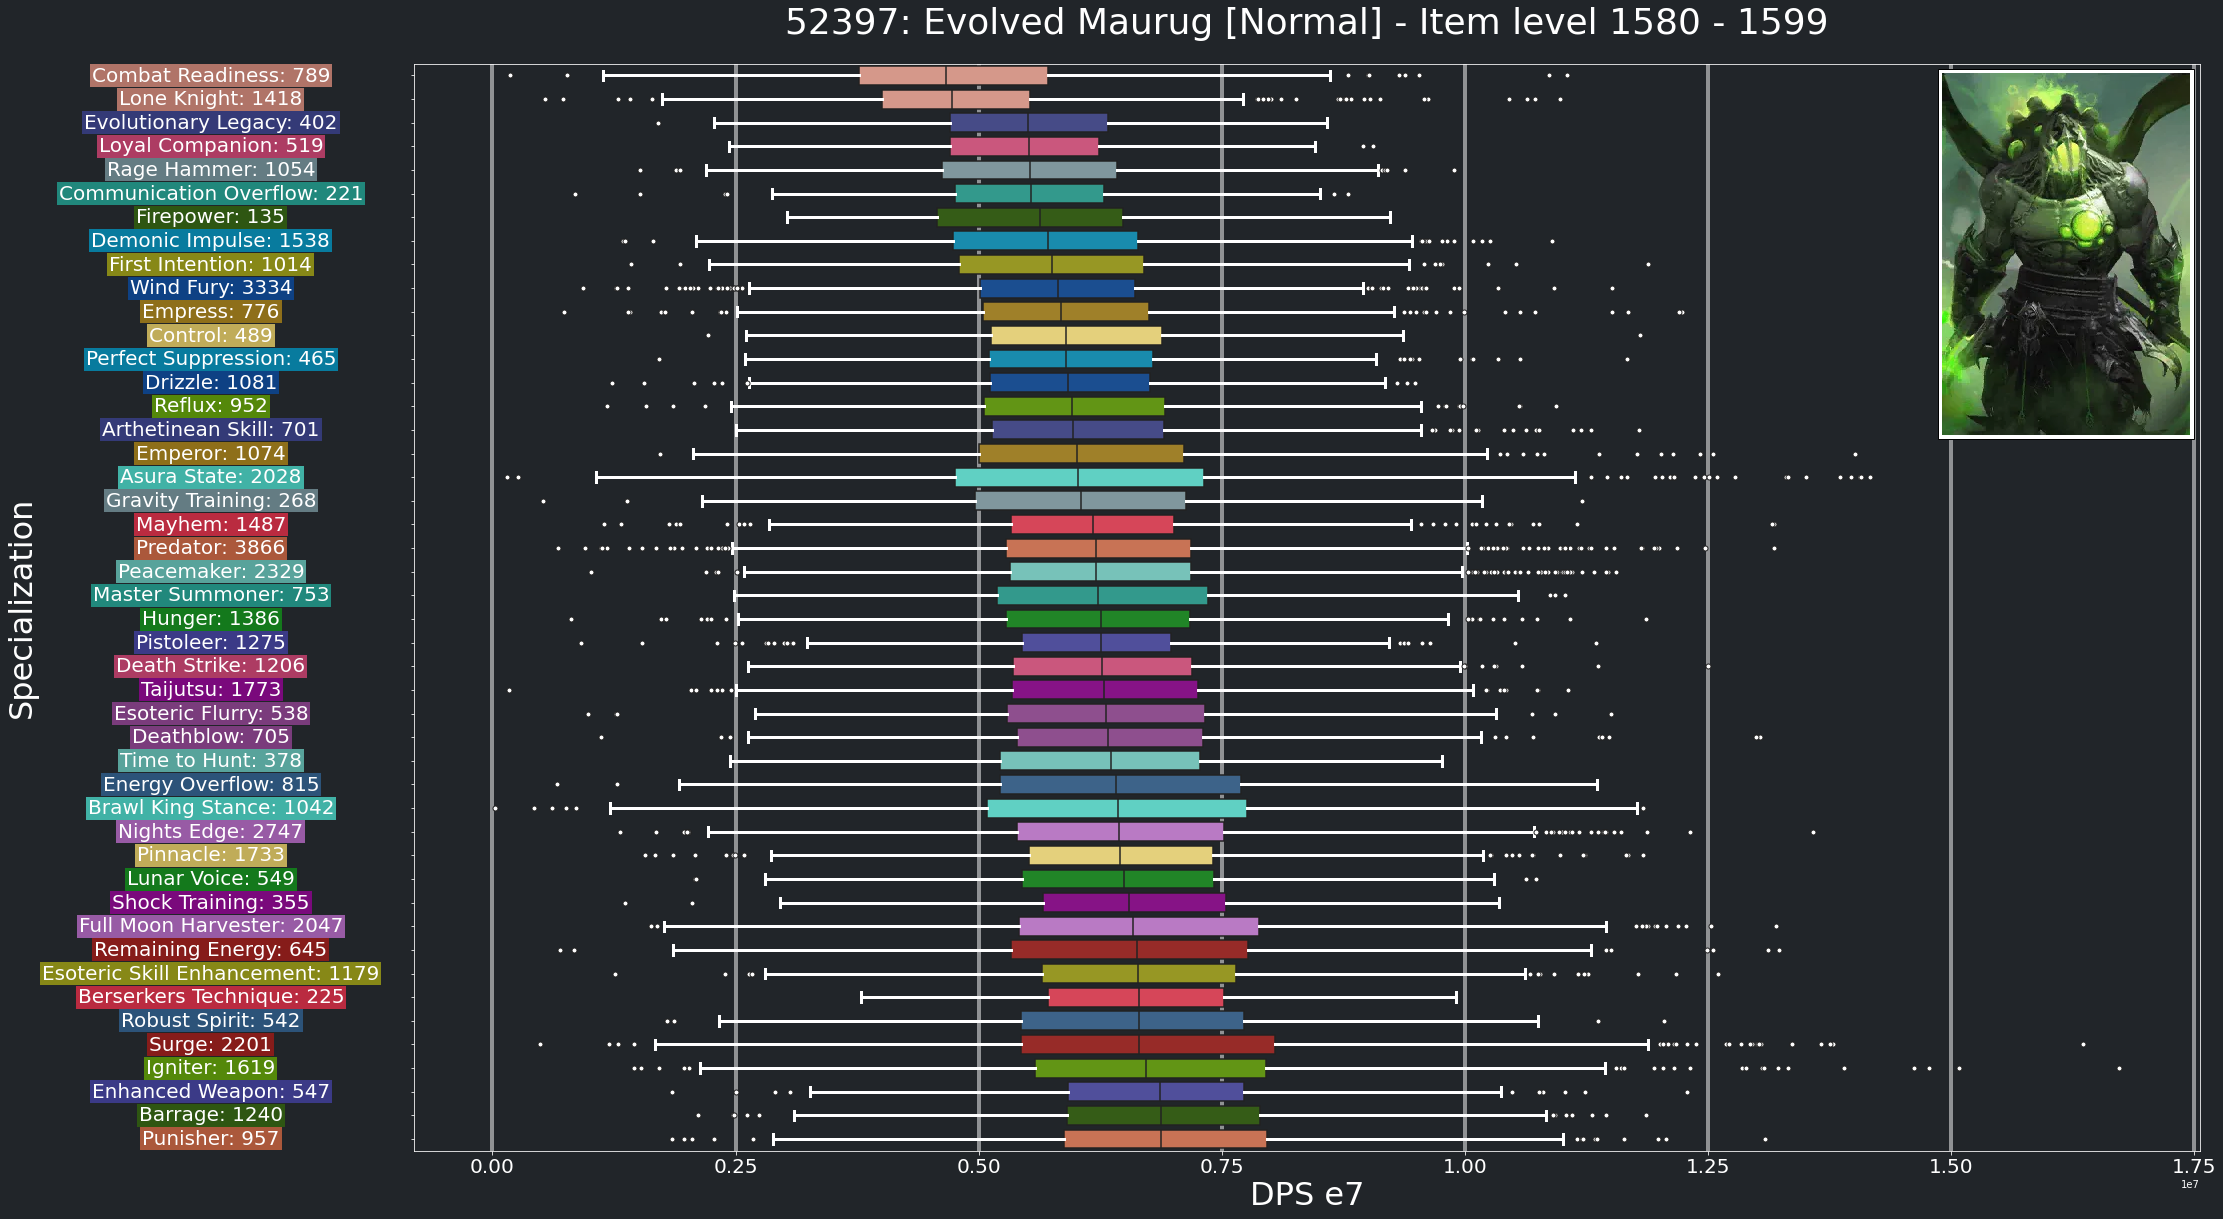 52397: Evolved Maurug [Normal] - Item level 1580 - 1599
Specialization
Combat Readiness: 789
Lone Knight: 1418
Evolutionary Legacy: 402
Loyal Companion: 519
Rage Hammer: 1054
Communication Overflow: 221
Firepower: 135
Demonic Impulse: 1538
First Intention: 1014
Wind Fury: 3334
Empress: 776
Control: 489
Perfect Suppression: 465
Drizzle: 1081
Reflux: 952
Arthetinean Skill: 701
Emperor: 1074
Asura State: 2028
Gravity Training: 268
Mayhem: 1487
Predator: 3866
Peacemaker: 2329
Master Summoner: 753
Hunger: 1386
Pistoleer: 1275
Death Strike: 1206
Taijutsu: 1773
Esoteric Flurry: 538
Deathblow: 705
Time to Hunt: 378
Energy Overflow: 815
Brawl King Stance: 1042
Nights Edge: 2747
Pinnacle: 1733
Lunar Voice: 549
Shock Training: 355
Full Moon Harvester: 2047
Remaining Energy: 645
Esoteric Skill Enhancement: 1179
Berserkers Technique: 225
Robust Spirit: 542
Surge: 2201
Igniter: 1619
Enhanced Weapon: 547
Barrage: 1240
Punisher: 957
0.00 0.25 0.50 0.75 1.00 1.25 1.50 1.75
1e7
DPS e7